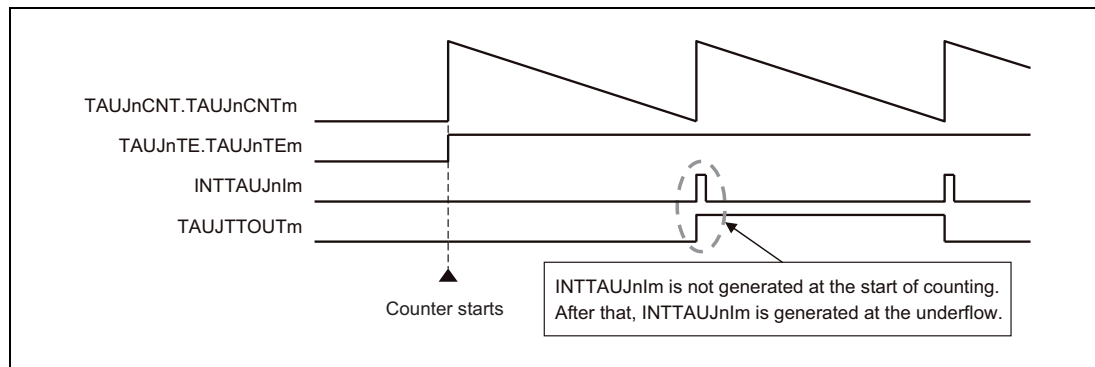 TAUJnCNT.TAUJnCNTm
TAUJnTE.TAUJnTEm
INTTAUJnIm
TAUJTTOUTm
Counter starts
INTTAUJnIm is not generated at the start of counting.
After that, INTTAUJnIm is generated at the underflow.